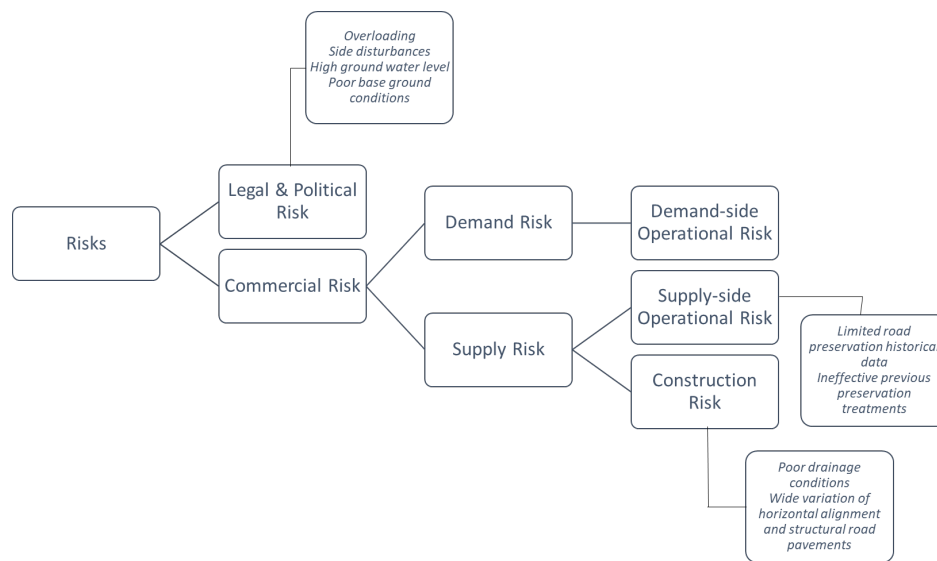 Overloading
Side disturbances
High ground water level
Poor base ground
conditions
Legal & Political
Risk
Risks
Commercial Risk
Demand Risk
Demand-side
Operational Risk
Supply Risk
Supply-side
Operational Risk
Construction
Risk
Limited road
preservation historical
data
Ineffective previous
preservation
treatments
Poor drainage
conditions
Wide variation of
horizontal alignment
and structural road
pavements